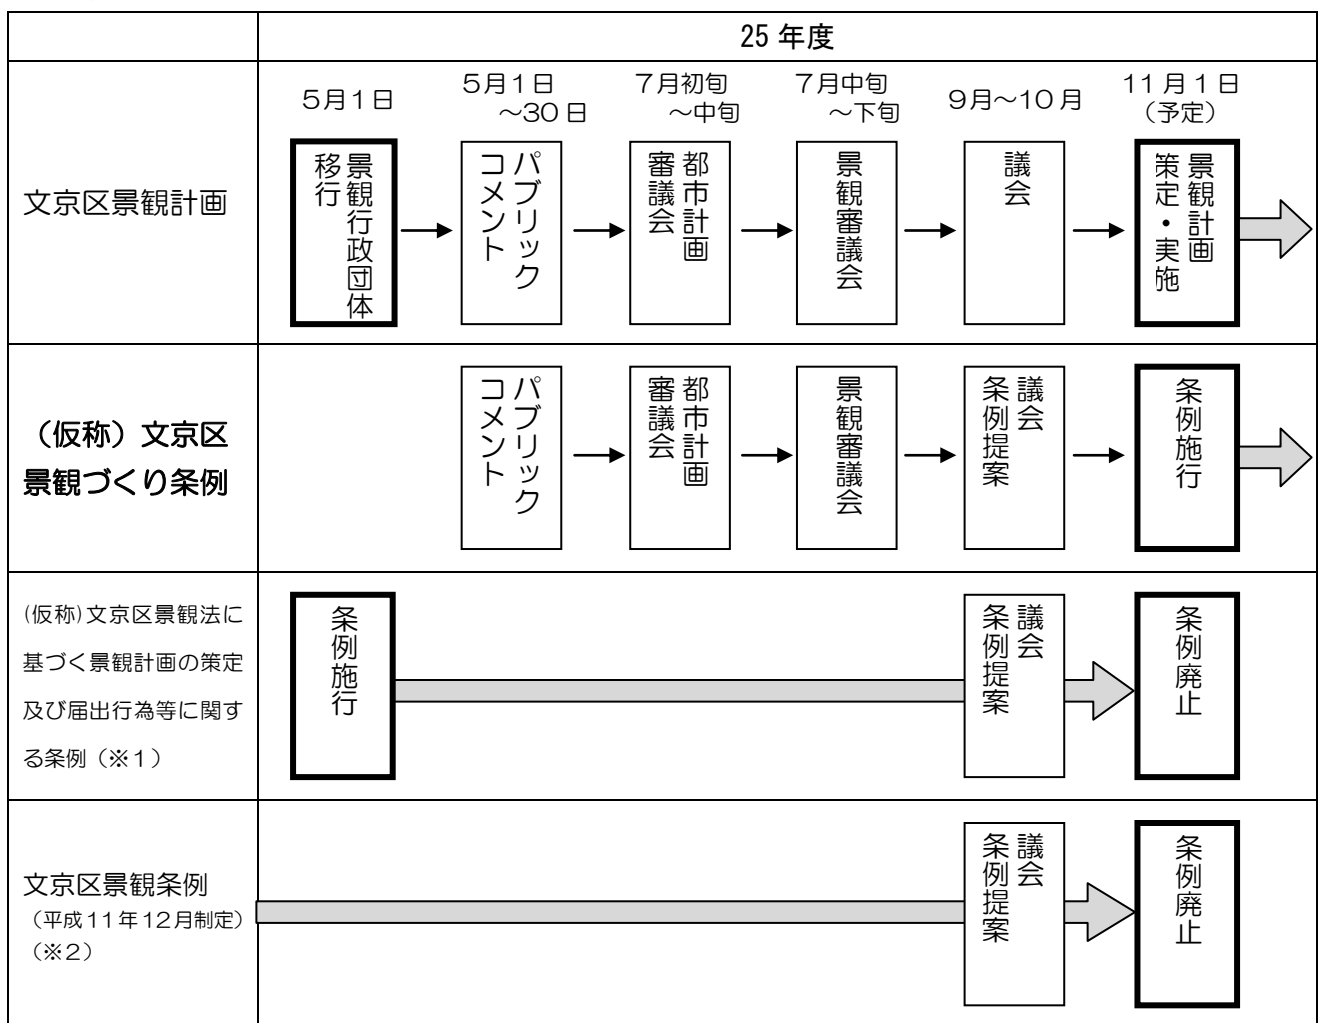 25年度
文京区景観計画
5月1日
5月1日
～30日
7月初旬
～中旬
7月中旬
～下旬
9月～10月
11月1日
（予定）
景観行政団体
移行
パブリック
コメント
都市計画
審議会
景観審議会
議会
景観計画
策定・実施
（仮称）文京区
景観づくり条例
パブリック
コメント
都市計画
審議会
景観審議会
議会
条例提案
条例施行
(仮称)文京区景観法に
基づく景観計画の策定
及び届出行為等に関す
る条例（※1）
条例施行
議会
条例提案
条例廃止
文京区景観条例
（平成11年12月制定）
（※2）
議会
条例提案
条例廃止